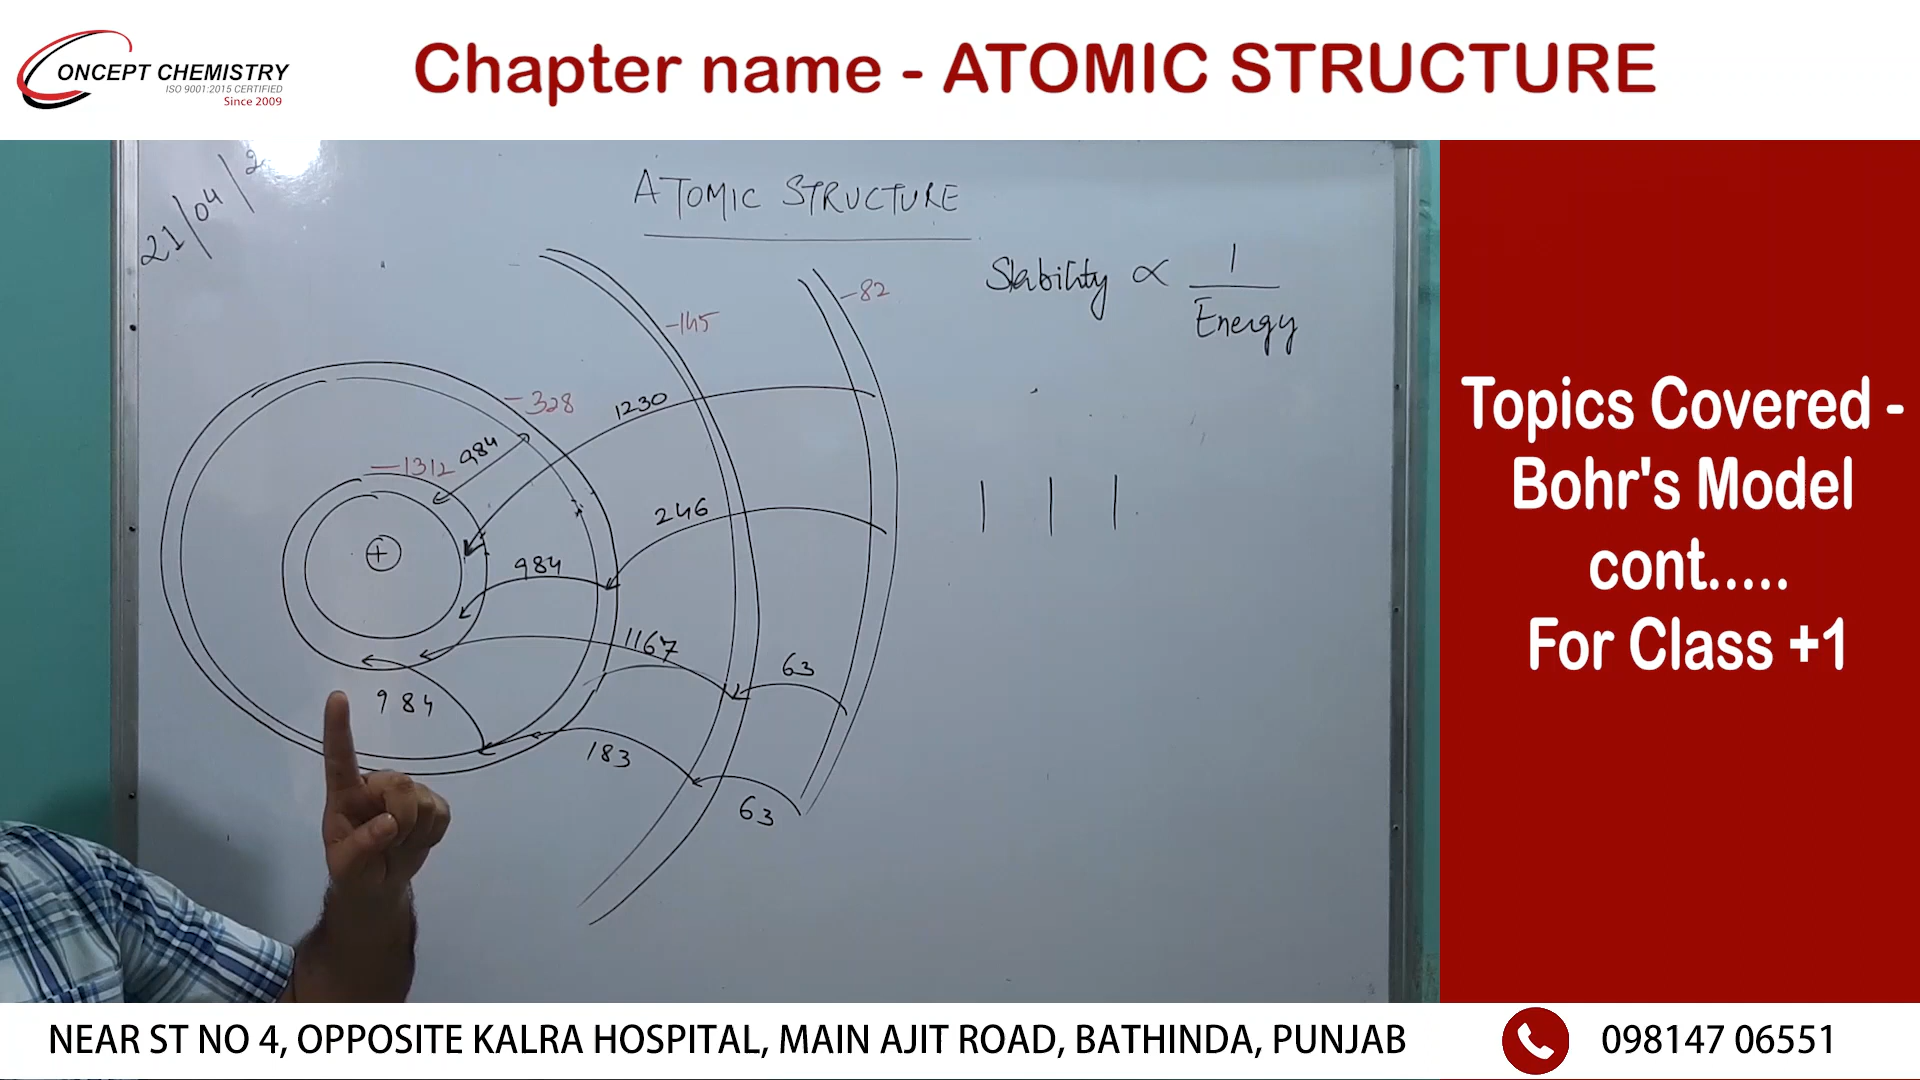 ONCEPT CHEMISTRY
ISO 9001:2015 CERTIFIED
Since 2009
Chapter name - ATOMIC STRUCTURE
21/04/2
ATOMIC STRUCTURE
Stability ∝ 1
Energy
-82
-145
-328
1230
984
-1312
246
+
984
1167
63
984
183
63
Topics Covered -
Bohr's Model
cont.....
For Class +1
NEAR ST NO 4, OPPOSITE KALRA HOSPITAL, MAIN AJIT ROAD, BATHINDA, PUNJAB
098147 06551